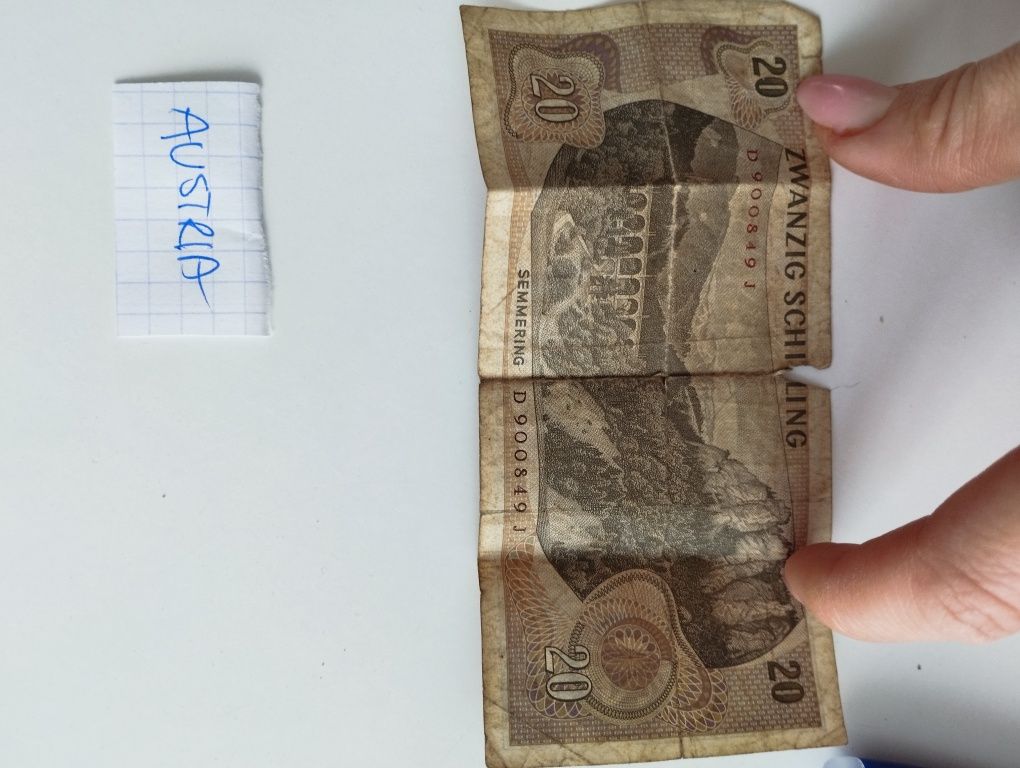 AUSTRIA
20
20
ZWANZIG SCHILLING
D 900849 J
SEMMERING
D 900849 J
20
20